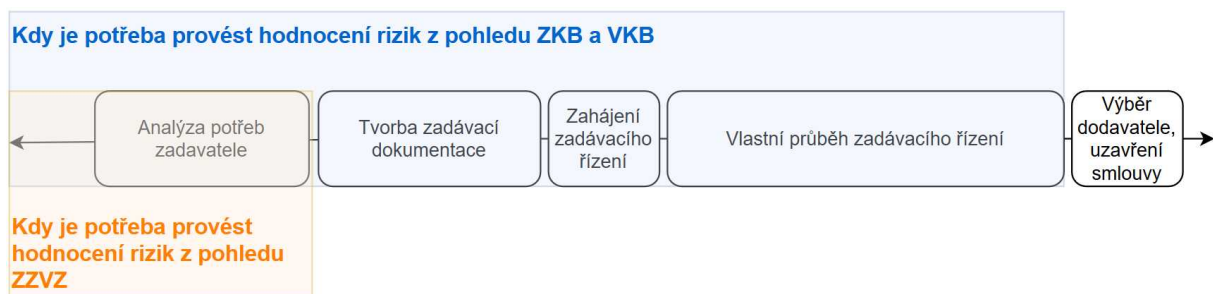 Kdy je potřeba provést hodnocení rizik z pohledu ZKB a VKB
Analýza potřeb
zadavatele
Tvorba zadávací
dokumentace
Zahájení
zadávacího
řízení
Vlastní průběh zadávacího řízení
Výběr
dodavatele,
uzavření
smlouvy
Kdy je potřeba provést
hodnocení rizik z pohledu
ZZVZ